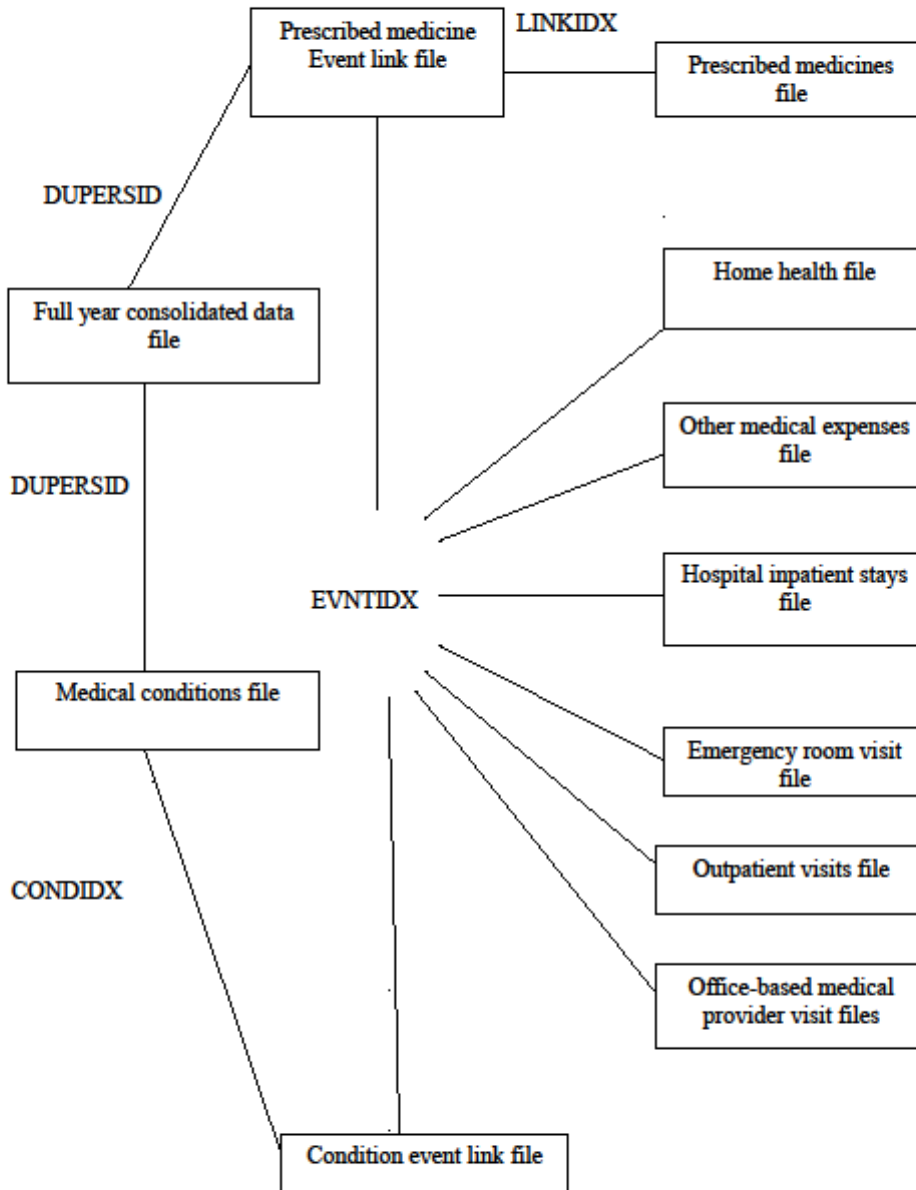 Prescribed medicine
Event link file
LINKIDX
Prescribed medicines
file
DUPERSID
Home health file
Full year consolidated data
file
Other medical expenses
file
DUPERSID
Hospital inpatient stays
file
EVNTIDX
Medical conditions file
Emergency room visit
file
Outpatient visits file
CONDIDX
Office-based medical
provider visit files
Condition event link file